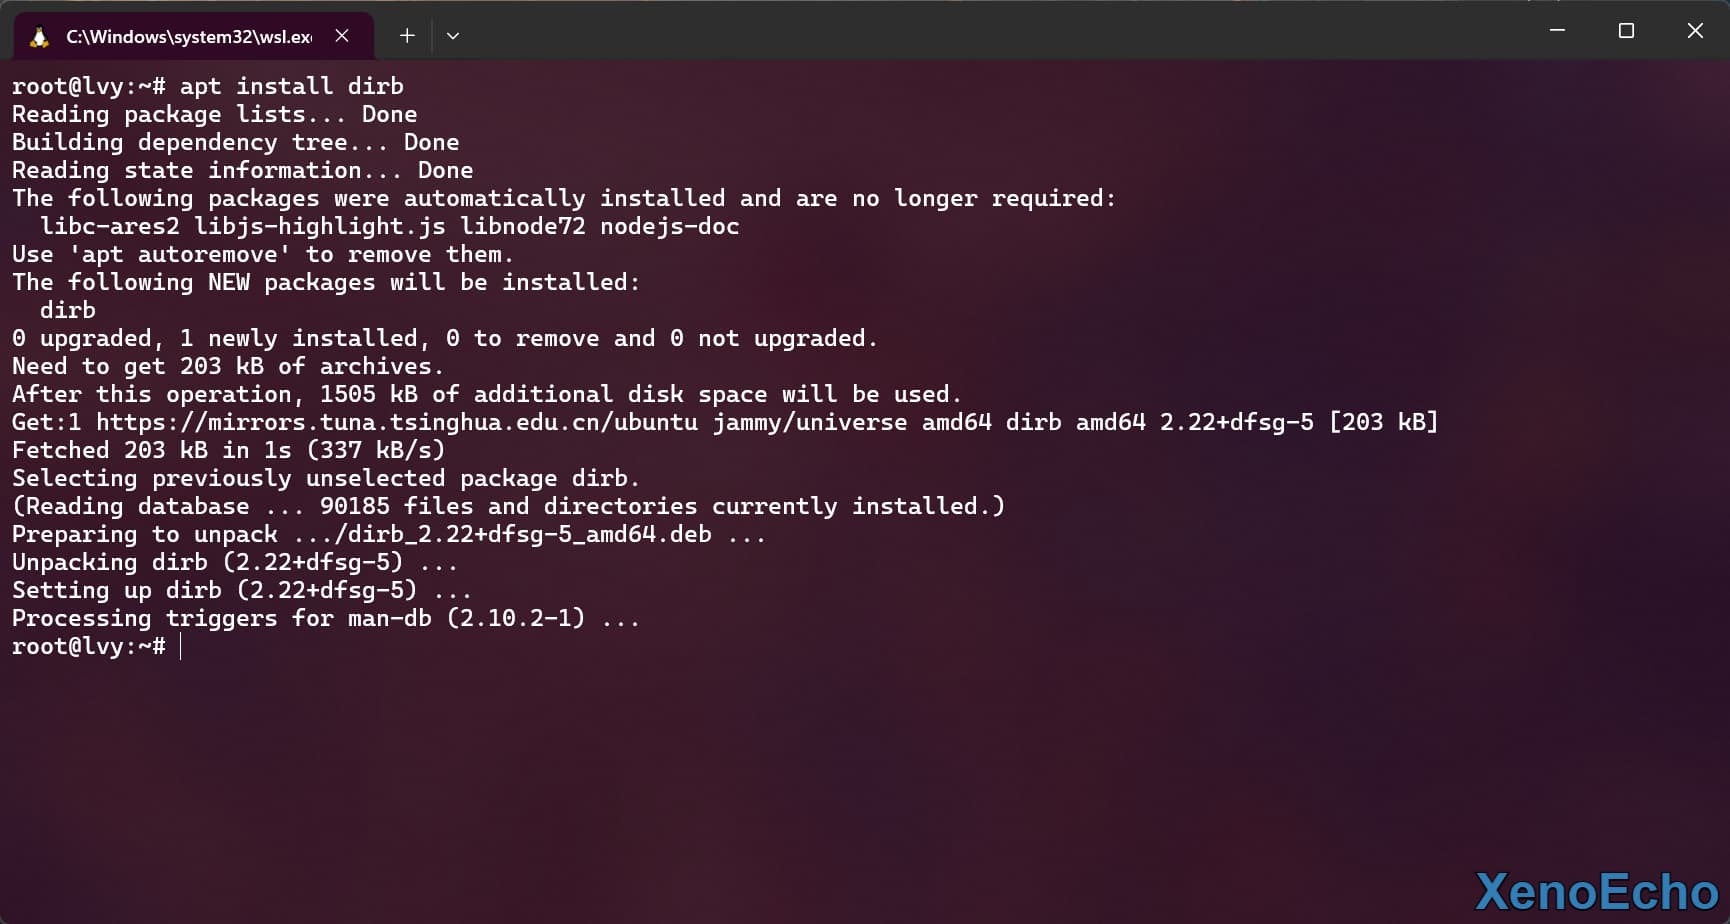 C:\Windows\system32\wsl.ex
root@lvy:~# apt install dirb
Reading package lists... Done
Building dependency tree... Done
Reading state information... Done
The following packages were automatically installed and are no longer required:
  libc-ares2 libjs-highlight.js libnode72 nodejs-doc
Use 'apt autoremove' to remove them.
The following NEW packages will be installed:
  dirb
0 upgraded, 1 newly installed, 0 to remove and 0 not upgraded.
Need to get 203 kB of archives.
After this operation, 1505 kB of additional disk space will be used.
Get:1 https://mirrors.tuna.tsinghua.edu.cn/ubuntu jammy/universe amd64 dirb amd64 2.22+dfsg-5 [203 kB]
Fetched 203 kB in 1s (337 kB/s)
Selecting previously unselected package dirb.
(Reading database ... 90185 files and directories currently installed.)
Preparing to unpack .../dirb_2.22+dfsg-5_amd64.deb ...
Unpacking dirb (2.22+dfsg-5) ...
Setting up dirb (2.22+dfsg-5) ...
Processing triggers for man-db (2.10.2-1) ...
root@lvy:~#
XenoEcho